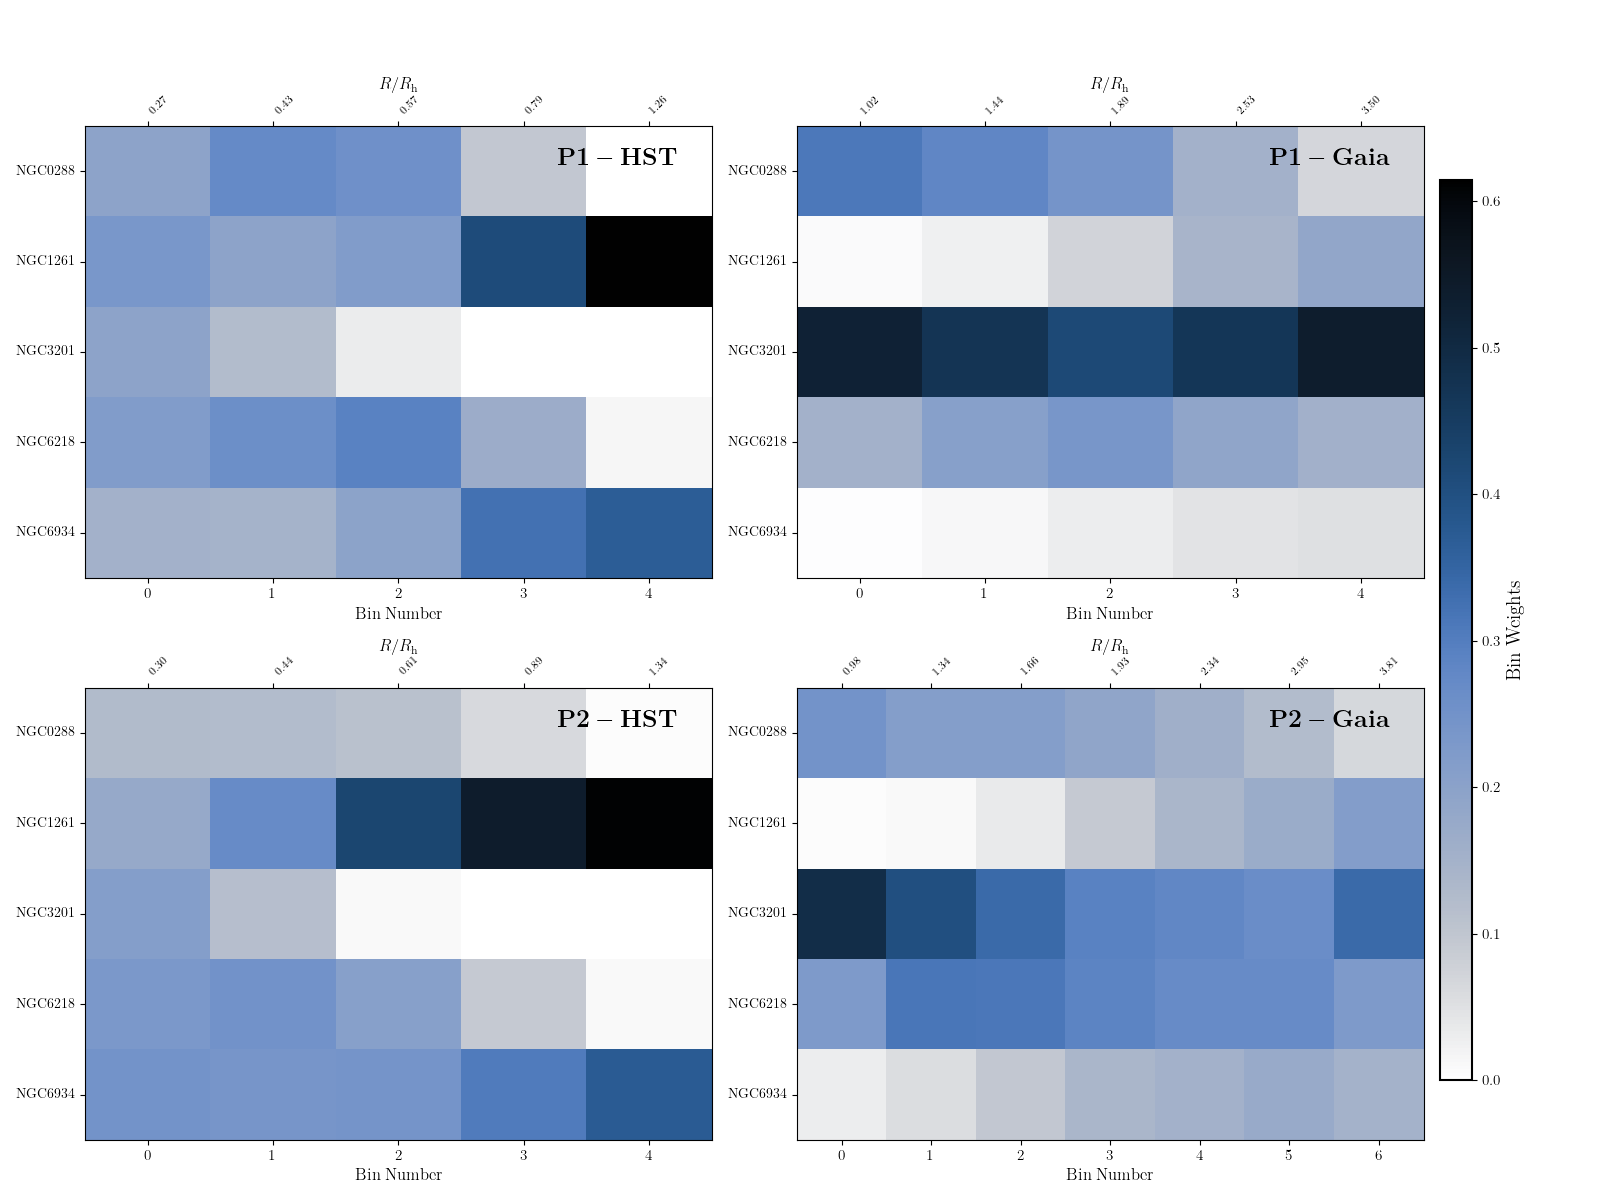 R/Rh
0.27 0.43 0.57 0.79 1.26
P1 – HST
NGC0288
NGC1261
NGC3201
NGC6218
NGC6934
0 1 2 3 4
Bin Number
R/Rh
1.02 1.44 1.89 2.53 3.50
P1 – Gaia
NGC0288
NGC1261
NGC3201
NGC6218
NGC6934
0 1 2 3 4
Bin Number
R/Rh
0.30 0.44 0.61 0.89 1.34
P2 – HST
NGC0288
NGC1261
NGC3201
NGC6218
NGC6934
0 1 2 3 4
Bin Number
R/Rh
0.98 1.34 1.66 1.93 2.34 2.95 3.81
P2 – Gaia
NGC0288
NGC1261
NGC3201
NGC6218
NGC6934
0 1 2 3 4 5 6
Bin Number
0.6
0.5
0.4
0.3
0.2
0.1
0.0
Bin Weights